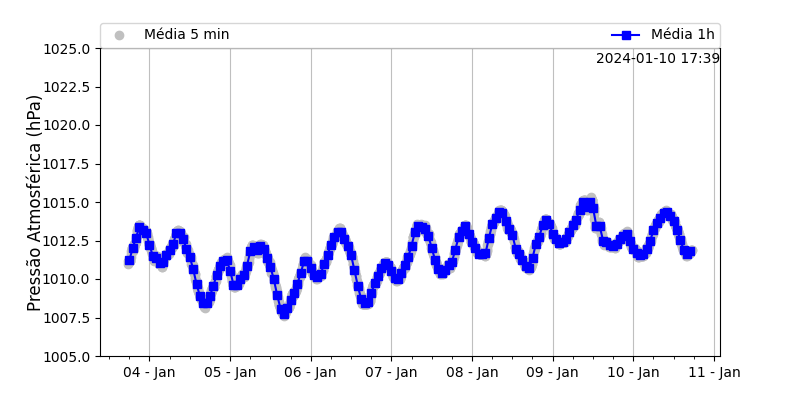 Média 5 min
Média 1h
2024-01-10 17:39
Pressão Atmosférica (hPa)
1025.0
1022.5
1020.0
1017.5
1015.0
1012.5
1010.0
1007.5
1005.0
04 - Jan 05 - Jan 06 - Jan 07 - Jan 08 - Jan 09 - Jan 10 - Jan 11 - Jan